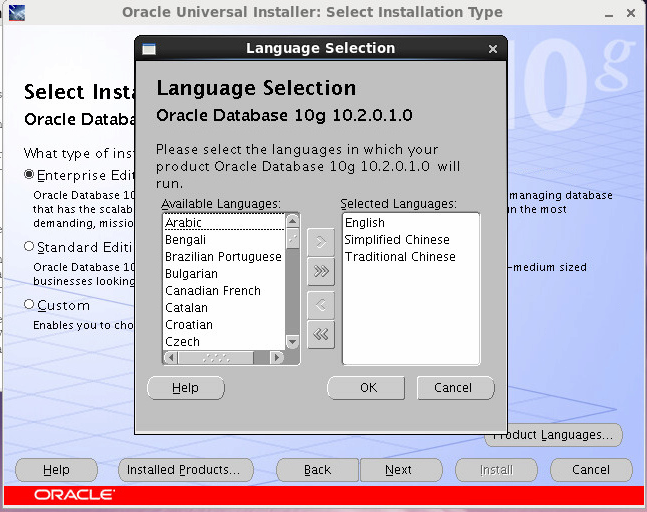 Oracle Universal Installer: Select Installation Type
Language Selection
10g
Select Insta
Oracle Databa
What type of inst
Enterprise Edit
Oracle Database 10
managing database
that has the scalab
in the most
demanding, missio
Standard Editi
Oracle Database 10
-medium sized
businesses looking
Custom
Enables you to cho
Language Selection
Oracle Database 10g 10.2.0.1.0
Please select the languages in which your
product Oracle Database 10g 10.2.0.1.0 will
run.
Available Languages:
Selected Languages:
Arabic
Bengali
Brazilian Portuguese
Bulgarian
Canadian French
Catalan
Croatian
Czech
English
Simplified Chinese
Traditional Chinese
Help
OK
Cancel
Product Languages...
Help
Installed Products...
Back
Next
Install
Cancel
ORACLE